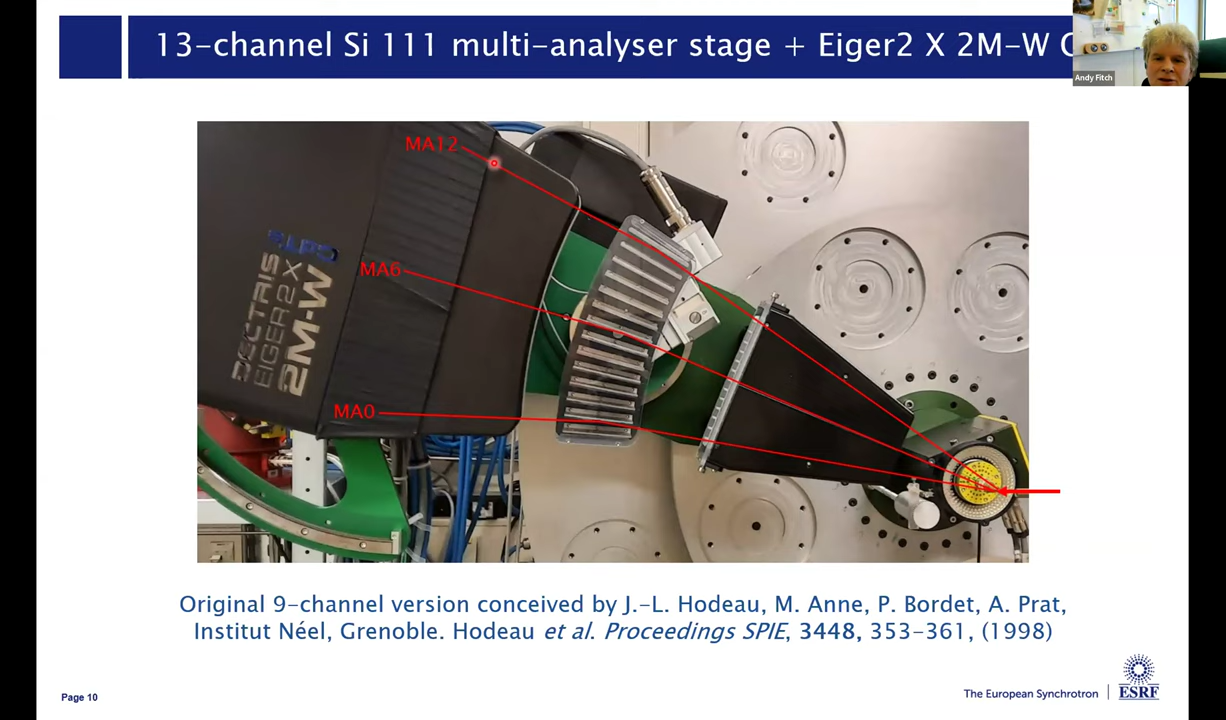 13-channel Si 111 multi-analyser stage + Eiger2 X 2M-W
Andy Fitch
MA12
MA6
MA0
DECTRIS
EIGER2 X
2M-W
Original 9-channel version conceived by J.-L. Hodeau, M. Anne, P. Bordet, A. Prat,
Institut Néel, Grenoble. Hodeau et al. Proceedings SPIE, 3448, 353-361, (1998)
Page 10
The European Synchrotron
ESRF